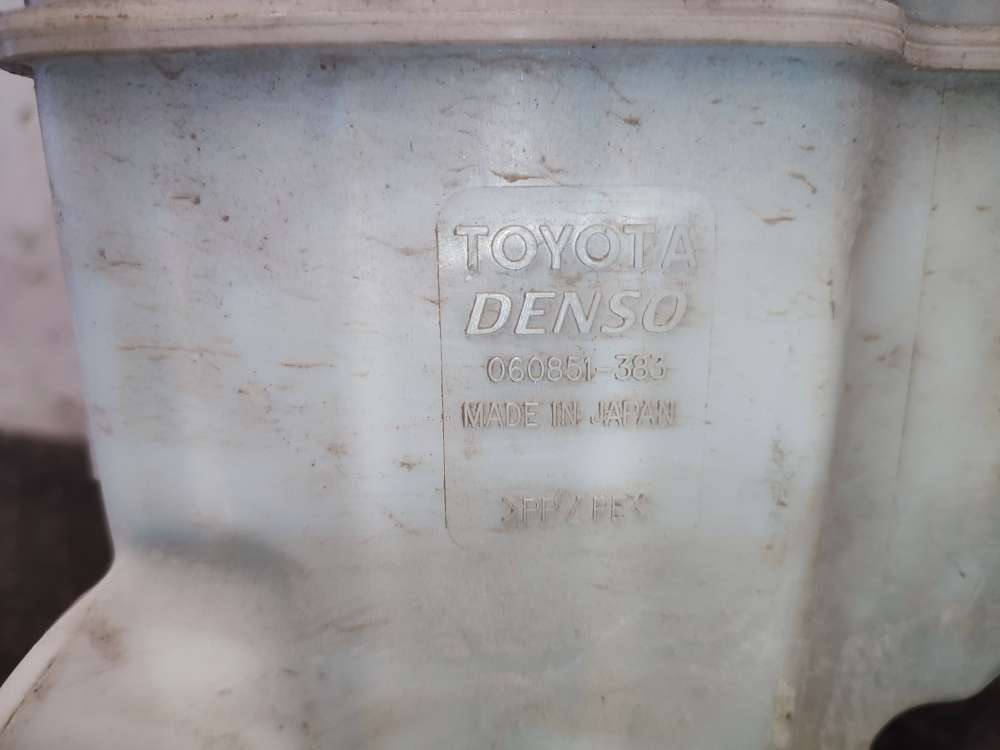 TOYOTA
DENSO
060851-383
MADE IN JAPAN
>PP / PE<